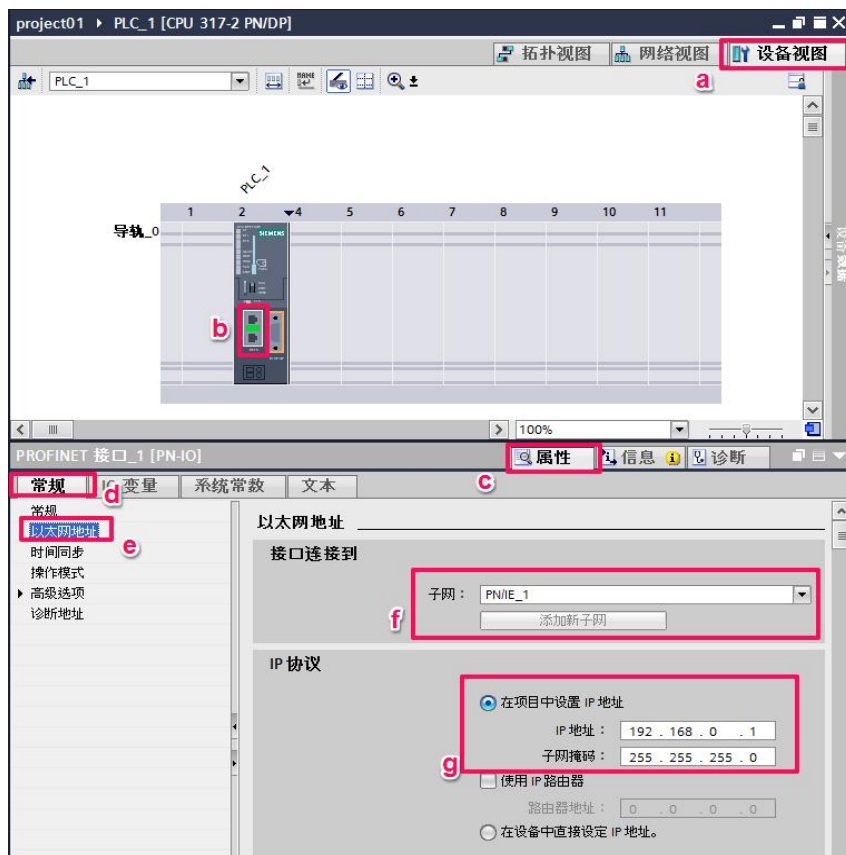 project01 ▸ PLC_1 [CPU 317-2 PN/DP]
拓扑视图 网络视图 设备视图
a
PLC_1
PLC_1
1 2 4 5 6 7 8 9 10 11
导轨_0
SIEMENS
b
100%
PROFINET 接口_1 [PN-IO]
属性 信息 诊断
c
常规 IO 变量 系统常数 文本
d
常规
以太网地址
e
时间同步
操作模式
高级选项
诊断地址
以太网地址
接口连接到
子网： PN/IE_1
添加新子网
f
IP 协议
在项目中设置 IP 地址
IP 地址： 192 . 168 . 0 . 1
子网掩码： 255 . 255 . 255 . 0
g
使用 IP 路由器
路由器地址： 0 . 0 . 0 . 0
在设备中直接设定 IP 地址。